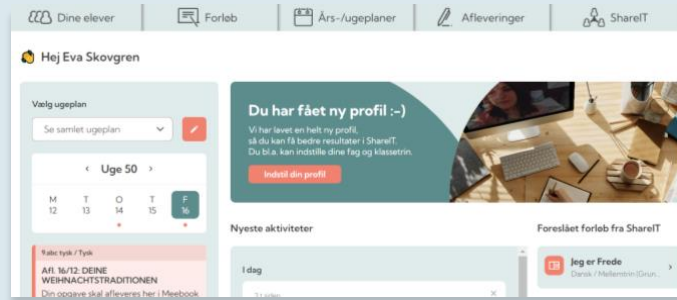 Dine elever
Forløb
Års-/ugeplaner
Afleveringer
ShareIT
Hej Eva Skovgren
Vælg ugeplan
Se samlet ugeplan
Uge 50
M T O T F
12 13 14 15 16
9.abc tysk / Tysk
Afl. 16/12: DEINE
WEIHNACHTSTRADITIONEN
Din opgave skal afleveres her i Meebook
Du har fået ny profil :-)
Vi har lavet en helt ny profil,
så du kan få bedre resultater i ShareIT.
Du bl.a. kan indstille dine fag og klassetrin.
Indstil din profil
Nyeste aktiviteter
I dag
Foreslået forløb fra ShareIT
Jeg er Frede
Dansk / Mellemtrin (Grun...